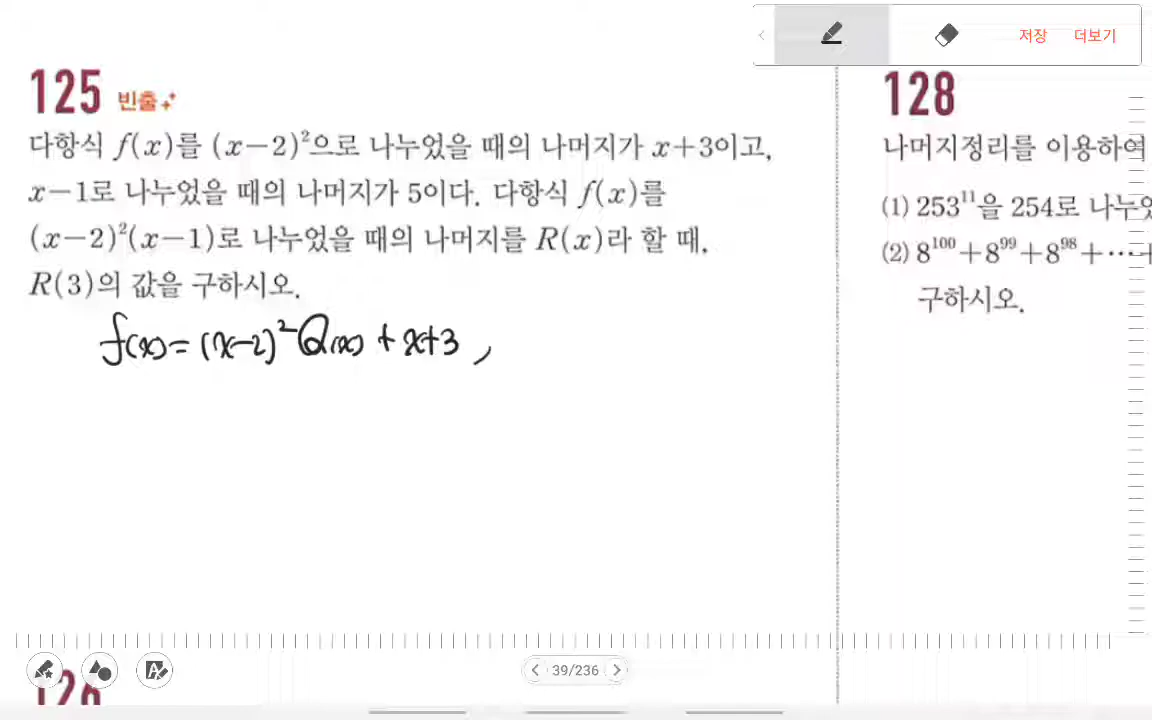 저장 더보기
125 빈출
다항식 f(x)를 (x-2)²으로 나누었을 때의 나머지가 x+3이고,
x-1로 나누었을 때의 나머지가 5이다. 다항식 f(x)를
(x-2)²(x-1)로 나누었을 때의 나머지를 R(x)라 할 때,
R(3)의 값을 구하시오.
f(x)=(x-2)²Q(x)+x+3,
128
나머지정리를 이용하여
(1) 253¹¹을 254로 나누었
(2) 8¹⁰⁰+8⁹⁹+8⁹⁸+⋯+
구하시오.
39/236
126